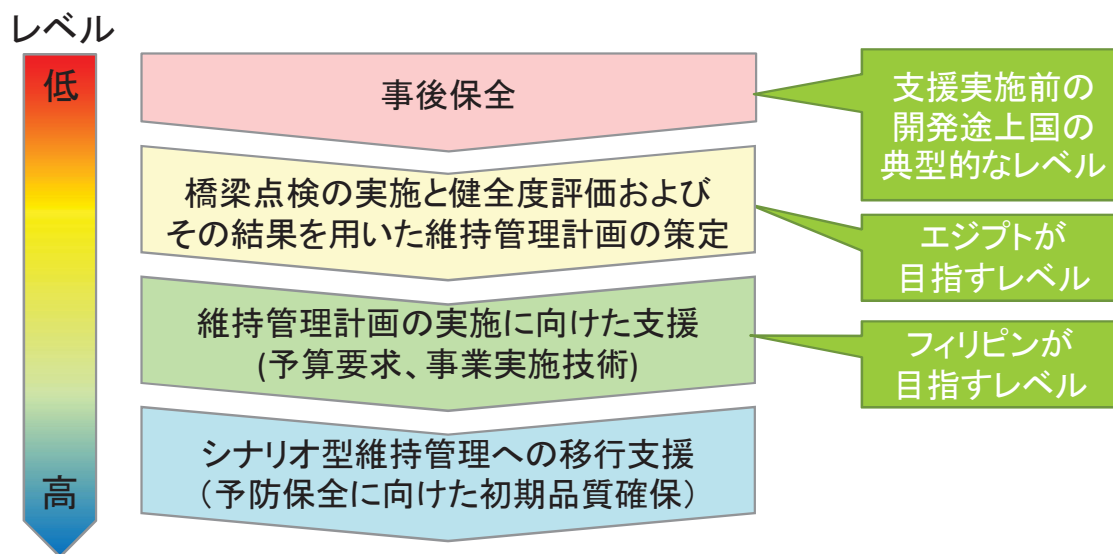 レベル
低
事後保全
支援実施前の
開発途上国の
典型的なレベル
橋梁点検の実施と健全度評価および
その結果を用いた維持管理計画の策定
エジプトが
目指すレベル
維持管理計画の実施に向けた支援
(予算要求、事業実施技術)
フィリピンが
目指すレベル
シナリオ型維持管理への移行支援
（予防保全に向けた初期品質確保）
高